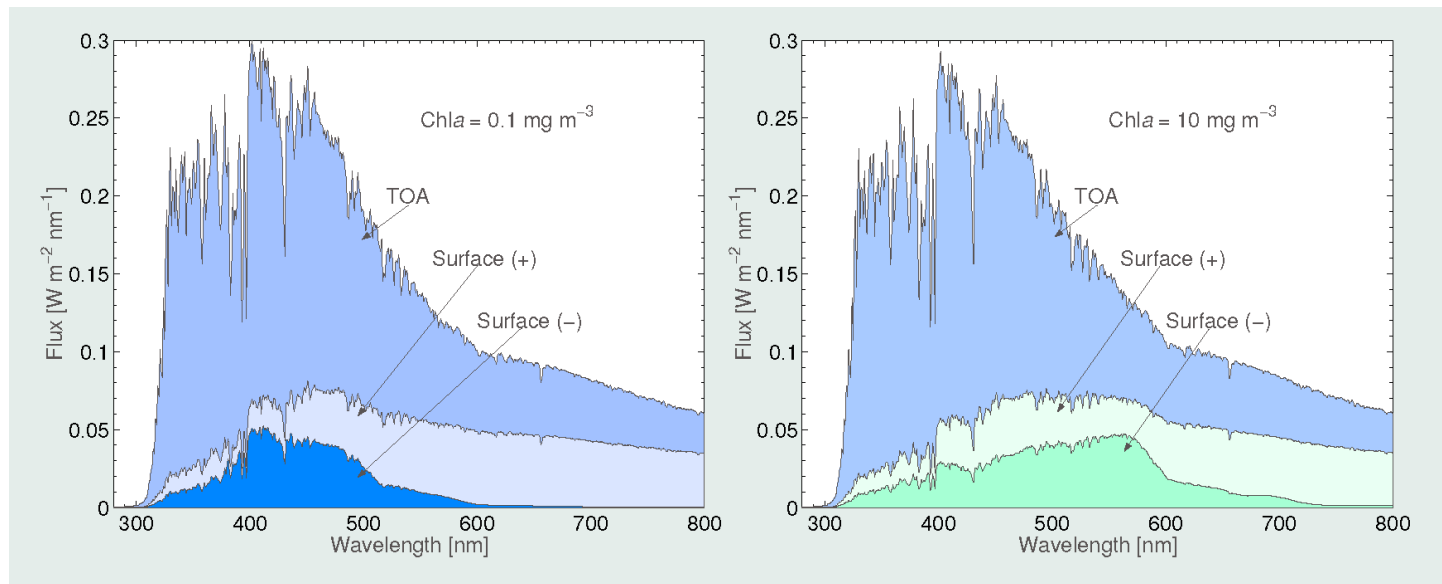 0.3
0.25
0.2
0.15
0.1
0.05
0
Flux [W m⁻² nm⁻¹]
Chla = 0.1 mg m⁻³
TOA
Surface (+)
Surface (−)
300 400 500 600 700 800
Wavelength [nm]
0.3
0.25
0.2
0.15
0.1
0.05
0
Flux [W m⁻² nm⁻¹]
Chla = 10 mg m⁻³
TOA
Surface (+)
Surface (−)
300 400 500 600 700 800
Wavelength [nm]